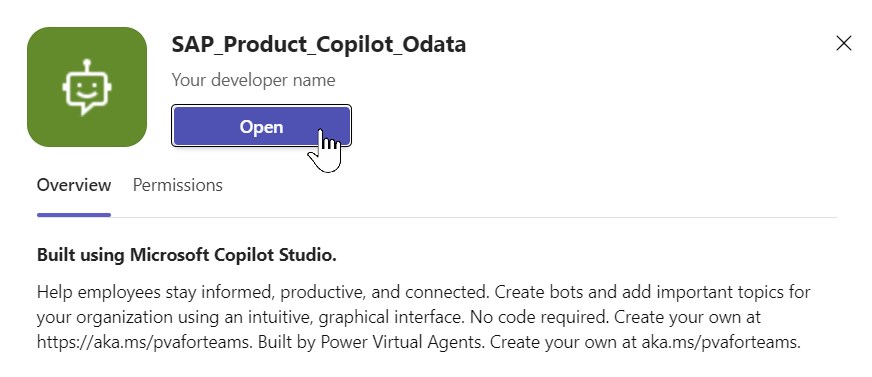 SAP_Product_Copilot_Odata
Your developer name
Open
Overview Permissions
Built using Microsoft Copilot Studio.
Help employees stay informed, productive, and connected. Create bots and add important topics for
your organization using an intuitive, graphical interface. No code required. Create your own at
https://aka.ms/pvaforteams. Built by Power Virtual Agents. Create your own at aka.ms/pvaforteams.